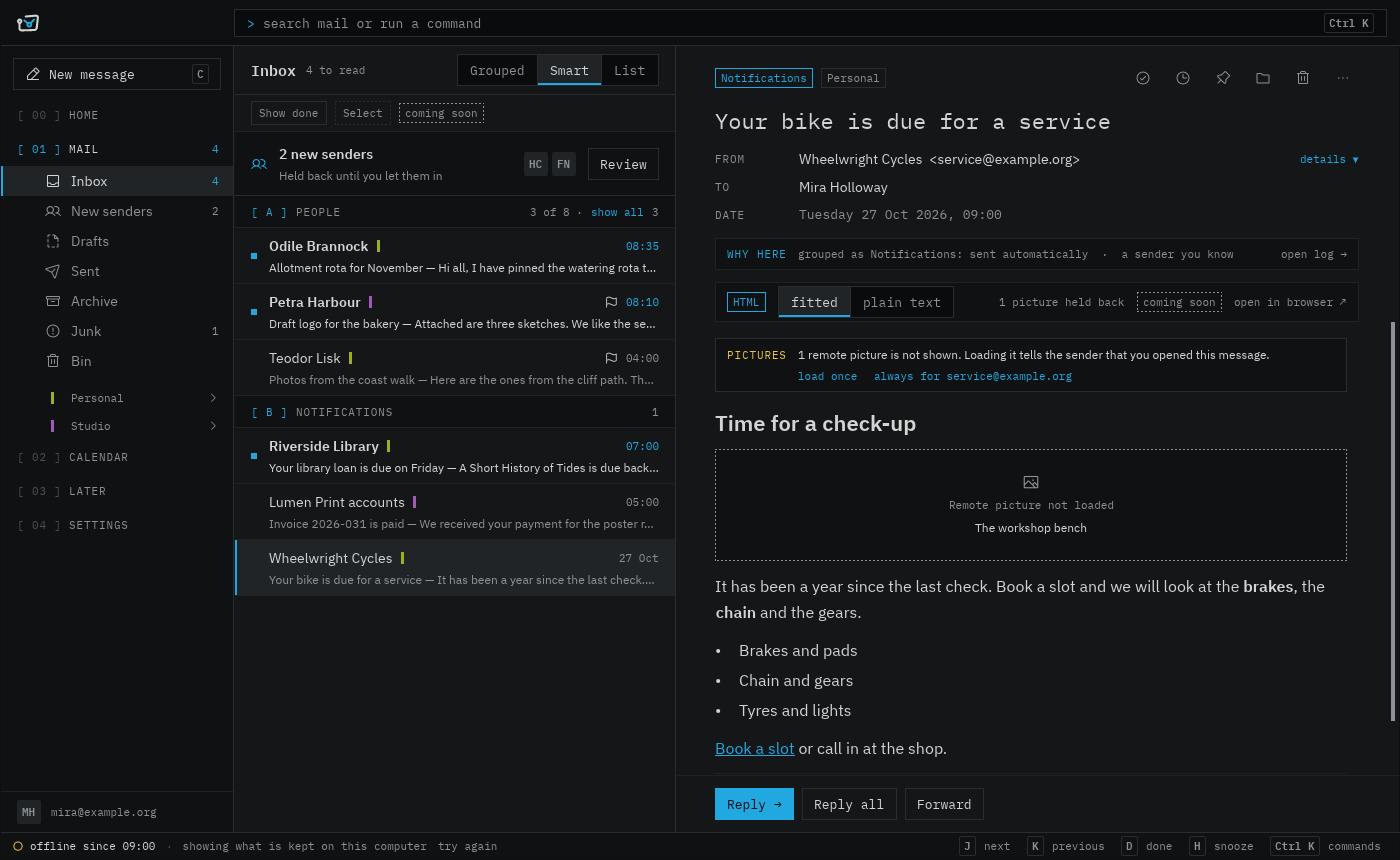 > search mail or run a command Ctrl K
New message C
[ 00 ] HOME
[ 01 ] MAIL 4
Inbox 4
New senders 2
Drafts
Sent
Archive
Junk 1
Bin
Personal
Studio
[ 02 ] CALENDAR
[ 03 ] LATER
[ 04 ] SETTINGS
MH mira@example.org
Inbox 4 to read Grouped Smart List
Show done Select coming soon
2 new senders
Held back until you let them in
HC FN Review
[ A ] PEOPLE 3 of 8 · show all 3
Odile Brannock 08:35
Allotment rota for November — Hi all, I have pinned the watering rota t…
Petra Harbour 08:10
Draft logo for the bakery — Attached are three sketches. We like the se…
Teodor Lisk 04:00
Photos from the coast walk — Here are the ones from the cliff path. Th…
[ B ] NOTIFICATIONS 1
Riverside Library 07:00
Your library loan is due on Friday — A Short History of Tides is due back…
Lumen Print accounts 05:00
Invoice 2026-031 is paid — We received your payment for the poster r…
Wheelwright Cycles 27 Oct
Your bike is due for a service — It has been a year since the last check.…
Notifications Personal
Your bike is due for a service
FROM Wheelwright Cycles <service@example.org> details ▾
TO Mira Holloway
DATE Tuesday 27 Oct 2026, 09:00
WHY HERE grouped as Notifications: sent automatically · a sender you know open log →
HTML fitted plain text 1 picture held back coming soon open in browser ↗
PICTURES 1 remote picture is not shown. Loading it tells the sender that you opened this message.
load once always for service@example.org
Time for a check-up
Remote picture not loaded
The workshop bench
It has been a year since the last check. Book a slot and we will look at the brakes, the
chain and the gears.
• Brakes and pads
• Chain and gears
• Tyres and lights
Book a slot or call in at the shop.
Reply → Reply all Forward
offline since 09:00 · showing what is kept on this computer try again
J next K previous D done H snooze Ctrl K commands